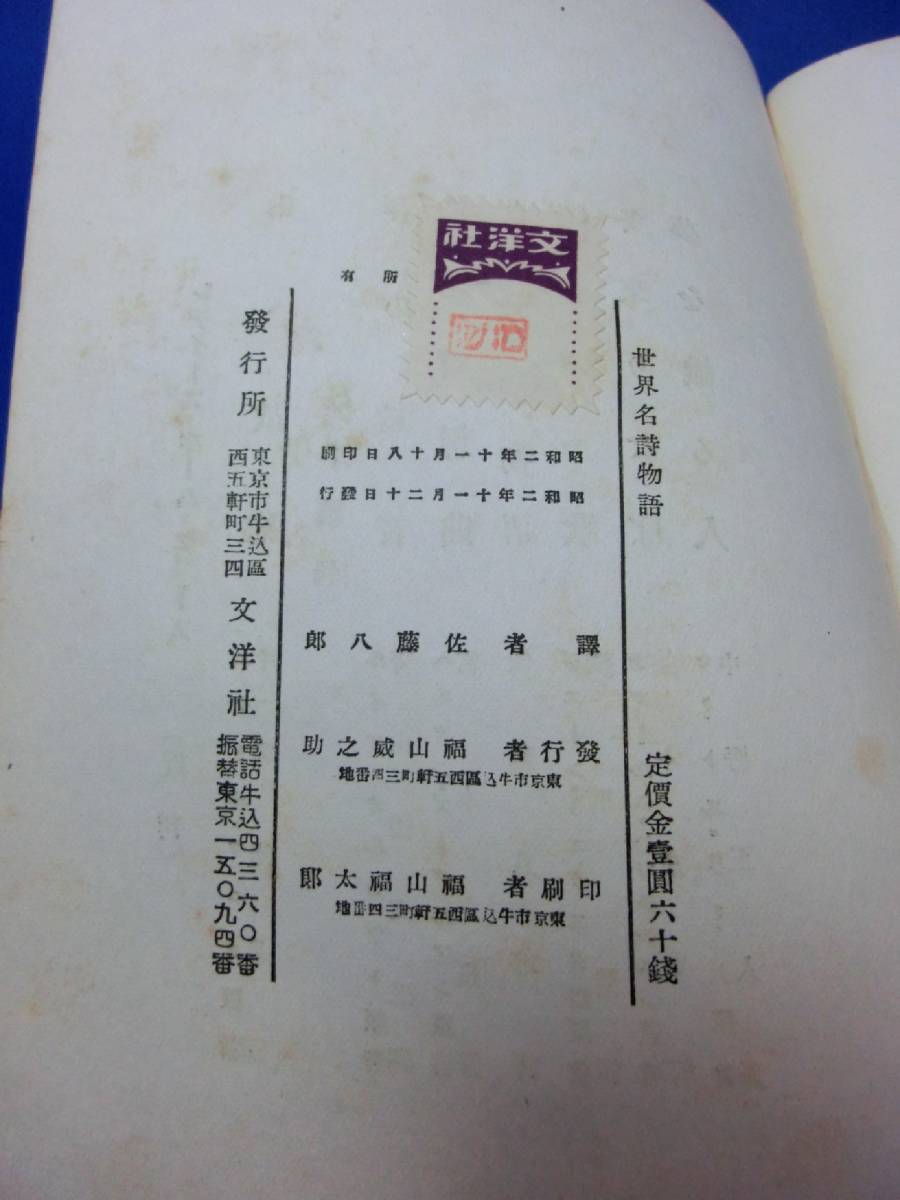 世界名詩物語
定價金壹圓六十錢
文洋社
所有
昭和二年十一月十八日印刷
昭和二年十一月二十日發行
譯者佐藤八郎
發行者福山威之助
東京市牛込區西五軒町三四番地
印刷者福山福太郎
東京市牛込區西五軒町三四番地
發行所
東京市牛込區
西五軒町三四
文洋社
電話牛込四三六〇番
振替東京一五〇九四番